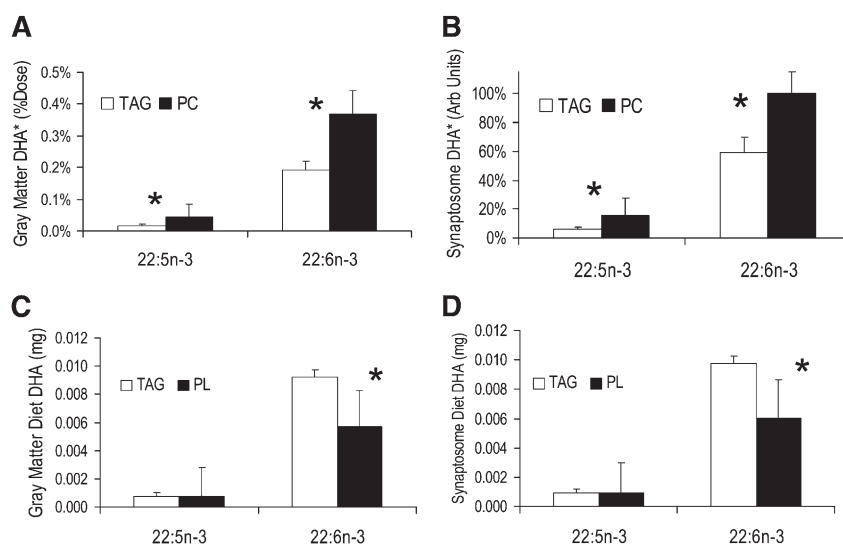 A
Gray Matter DHA* (%Dose)
0.5%
0.4%
0.3%
0.2%
0.1%
0.0%
TAG PC
*
*
22:5n-3 22:6n-3
B
Synaptosome DHA* (Arb Units)
100%
80%
60%
40%
20%
0%
TAG PC
*
*
22:5n-3 22:6n-3
C
Gray Matter Diet DHA (mg)
0.012
0.010
0.008
0.006
0.004
0.002
0.000
TAG PL
*
22:5n-3 22:6n-3
D
Synaptosome Diet DHA (mg)
0.012
0.010
0.008
0.006
0.004
0.002
0.000
TAG PL
*
22:5n-3 22:6n-3